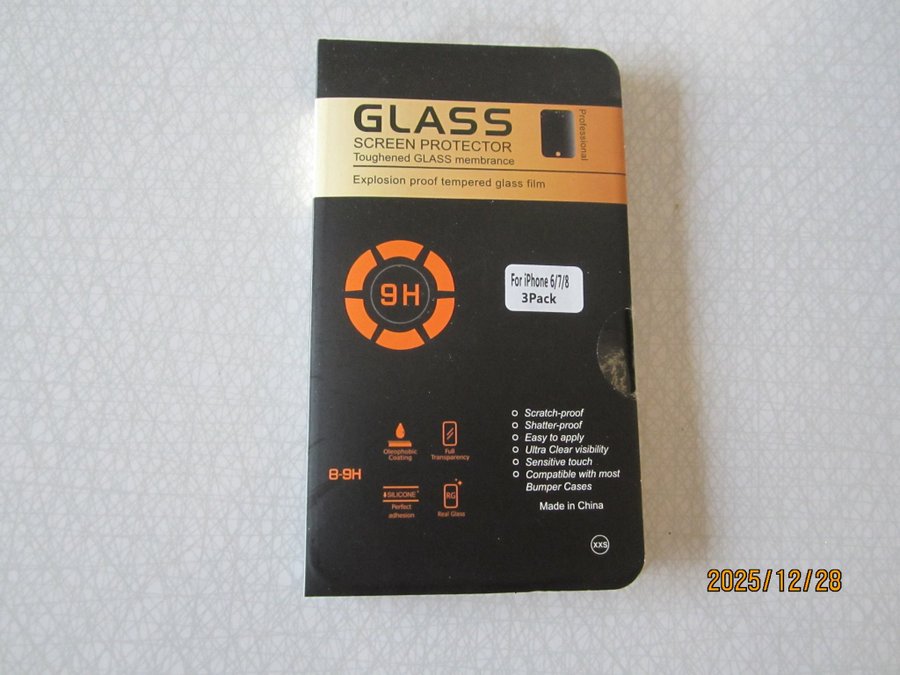 GLASS
SCREEN PROTECTOR
Toughened GLASS membrance
Explosion proof tempered glass film
Professional
9H
For iPhone 6/7/8
3Pack
Scratch-proof
Shatter-proof
Easy to apply
Ultra Clear visibility
Sensitive touch
Compatible with most
Bumper Cases
Made in China
Oleophobic
Coating
Full
Transparency
8-9H
SILICONE
Perfect
adhesion
RG
Real Glass
XXS
2025/12/28